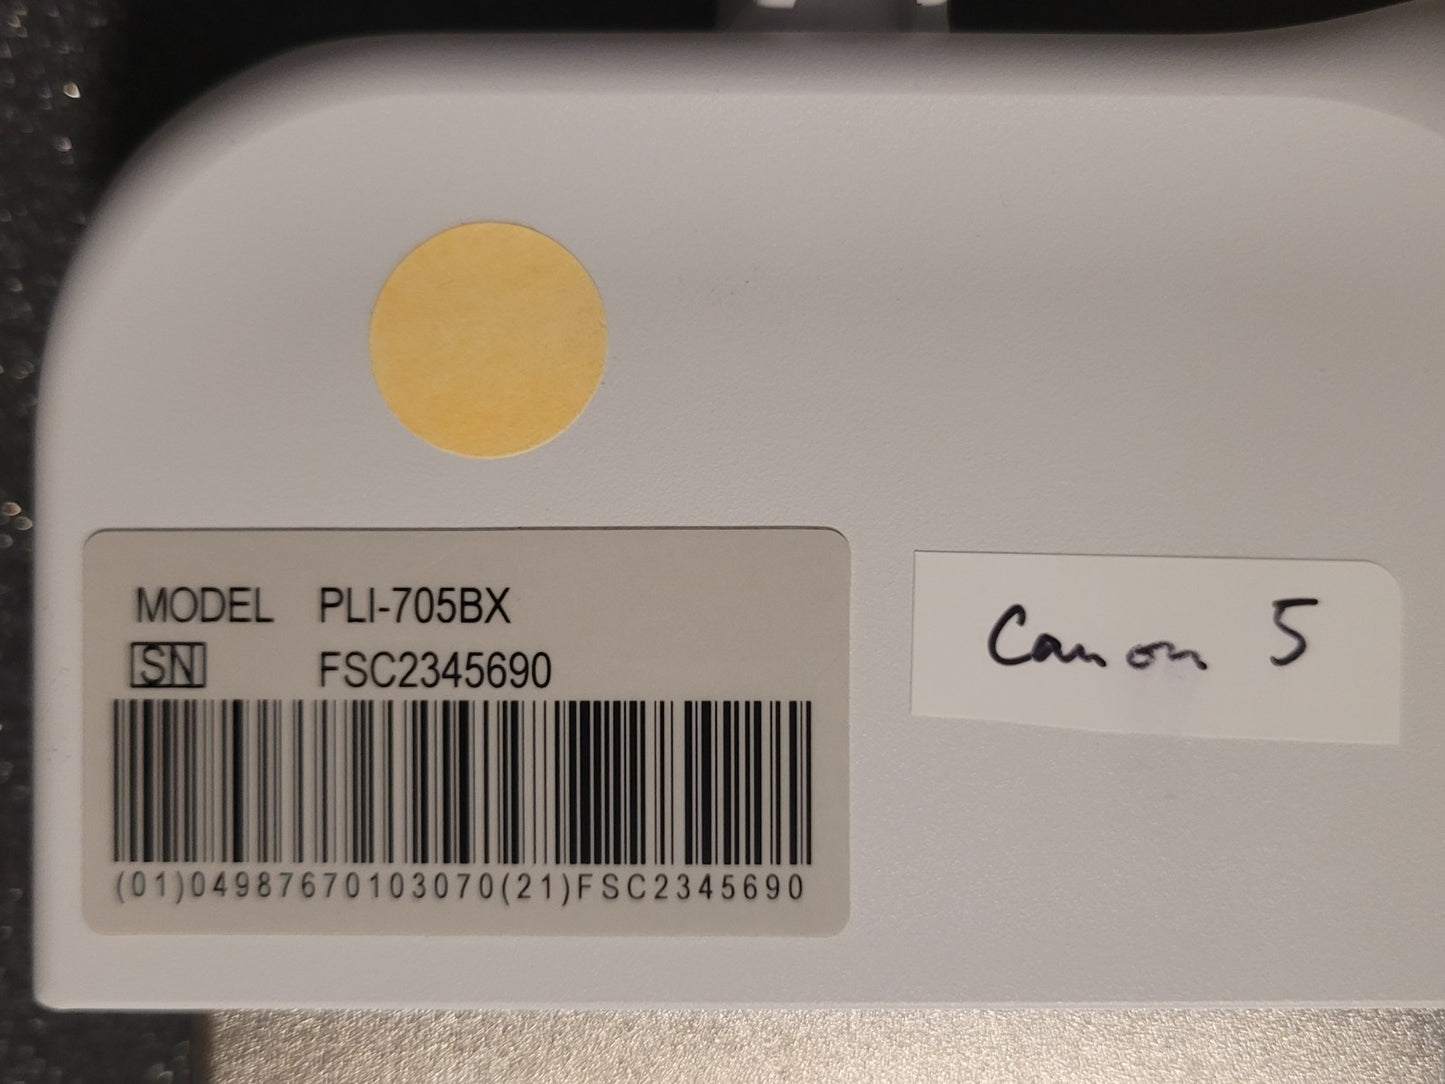 MODEL PLI-705BX
SN FSC2345690
(01)04987670103070(21)FSC2345690
Canon 5